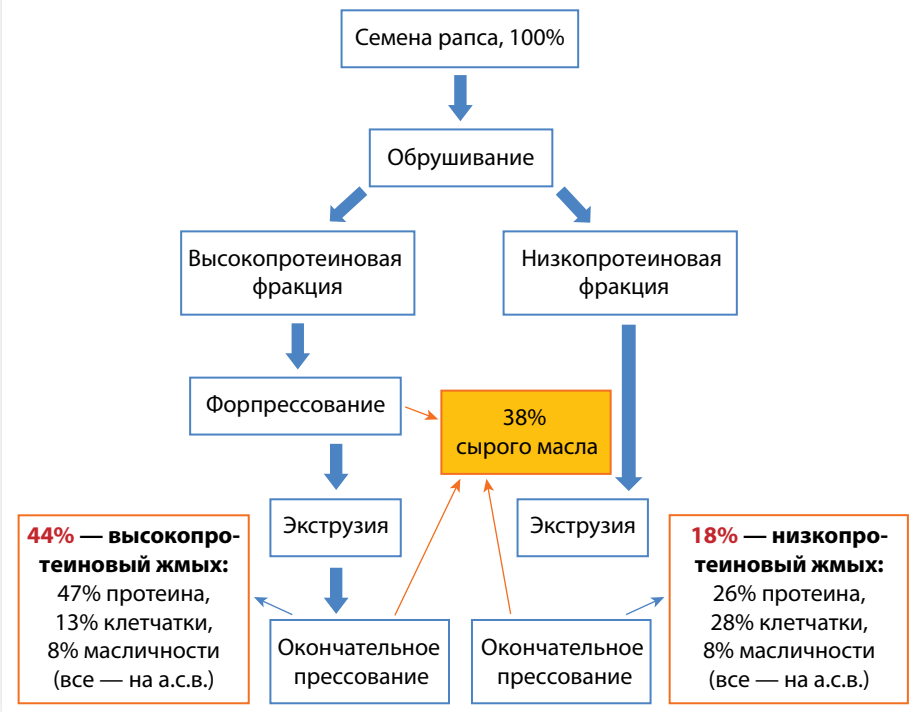 Семена рапса, 100%
Обрушивание
Высокопротеиновая
фракция
Низкопротеиновая
фракция
Форпрессование
38%
сырого масла
Экструзия
Экструзия
44% — высокопро-
теиновый жмых:
47% протеина,
13% клетчатки,
8% масличности
(все — на а.с.в.)
Окончательное
прессование
Окончательное
прессование
18% — низкопро-
теиновый жмых:
26% протеина,
28% клетчатки,
8% масличности
(все — на а.с.в.)